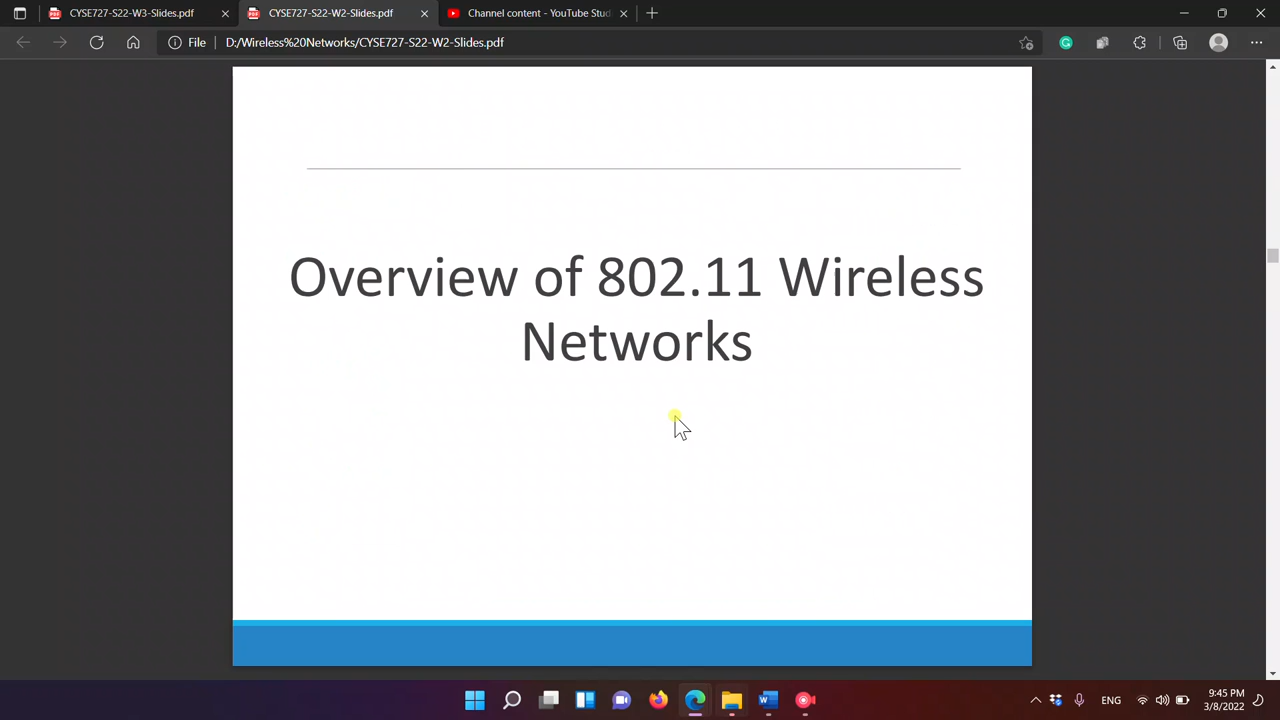 CYSE727-S22-W3-Slides.pdf
CYSE727-S22-W2-Slides.pdf
Channel content - YouTube Stud
File
D:/Wireless%20Networks/CYSE727-S22-W2-Slides.pdf
Overview of 802.11 Wireless
Networks
ENG
9:45 PM
3/8/2022